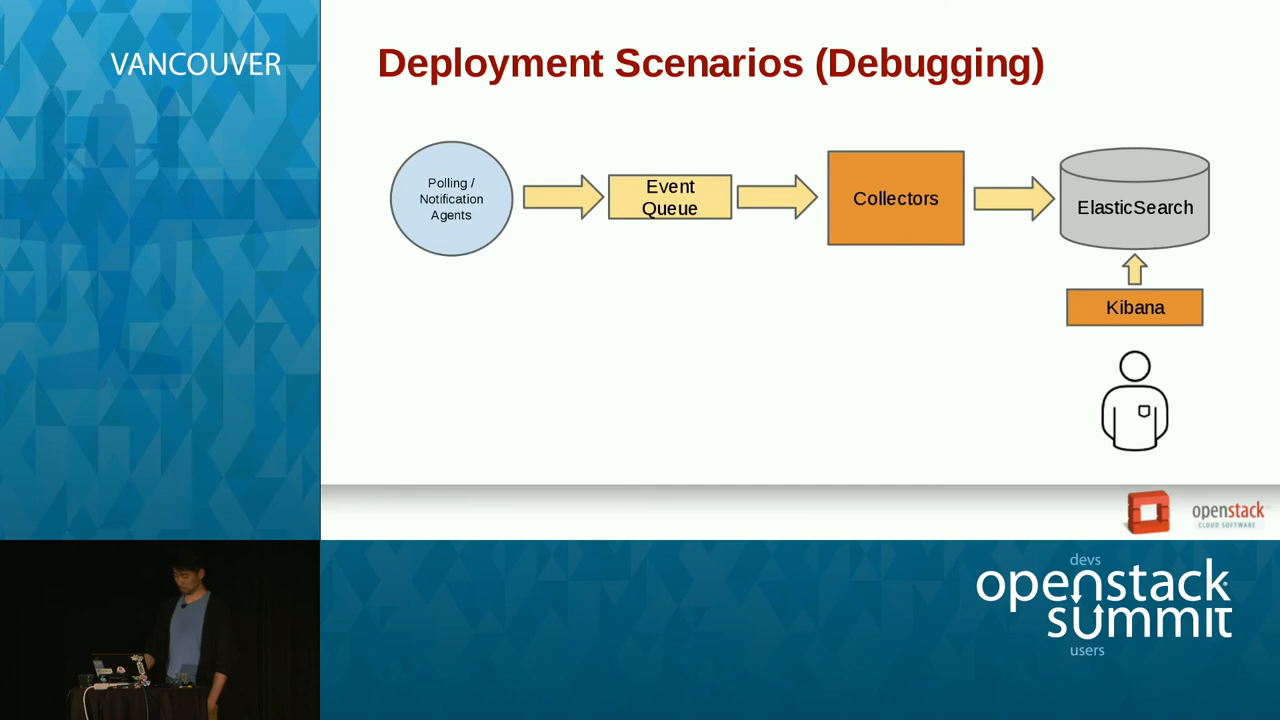 VANCOUVER
Deployment Scenarios (Debugging)
Polling /
Notification
Agents
Event
Queue
Collectors
ElasticSearch
Kibana
openstack
CLOUD SOFTWARE
devs
openstack
summit
users